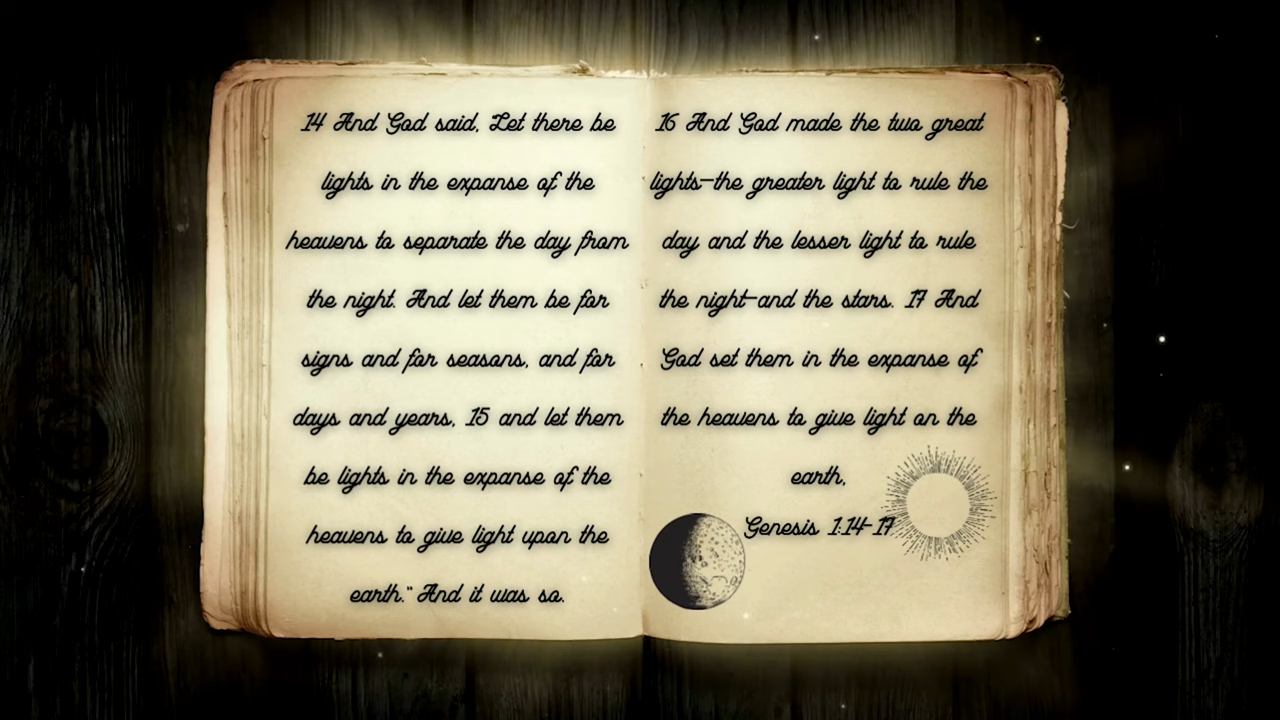 14 And God said, Let there be
lights in the expanse of the
heavens to separate the day from
the night. And let them be for
signs and for seasons, and for
days and years, 15 and let them
be lights in the expanse of the
heavens to give light upon the
earth." And it was so.
16 And God made the two great
lights—the greater light to rule the
day and the lesser light to rule
the night—and the stars. 17 And
God set them in the expanse of
the heavens to give light on the
earth,
Genesis 1:14-17